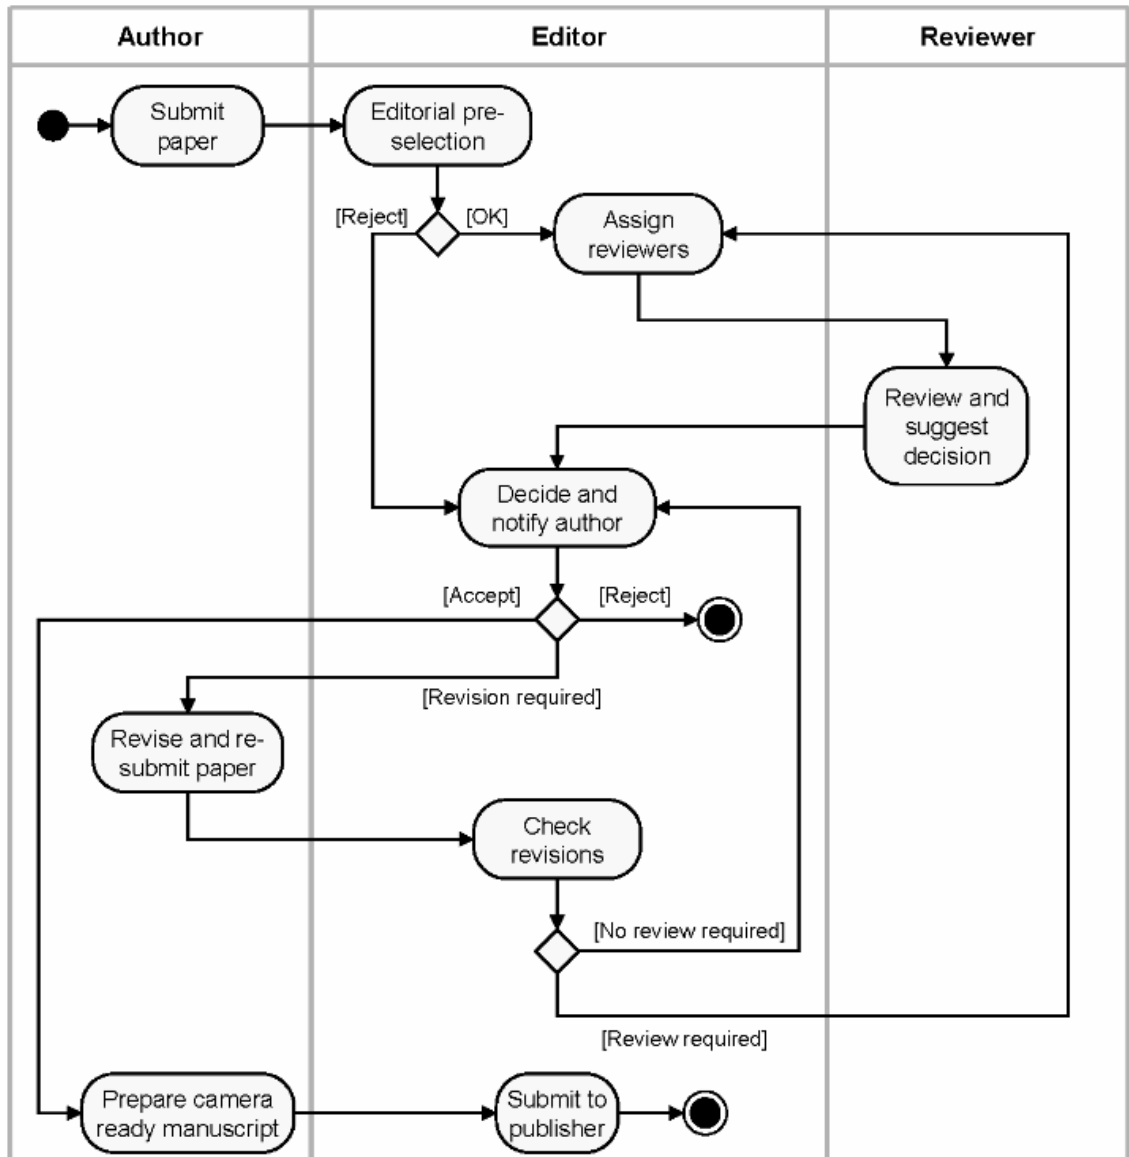 Author
Editor
Reviewer
Submit
paper
Editorial pre-
selection
[Reject]
[OK]
Assign
reviewers
Review and
suggest
decision
Decide and
notify author
[Accept]
[Reject]
[Revision required]
Revise and re-
submit paper
Check
revisions
[No review required]
[Review required]
Prepare camera
ready manuscript
Submit to
publisher